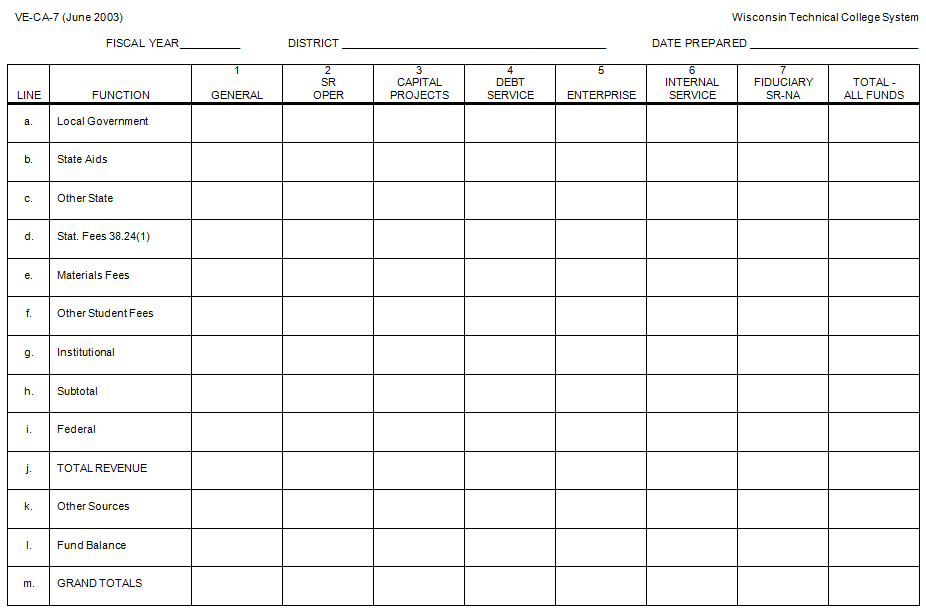 VE-CA-7 (June 2003) Wisconsin Technical College System
FISCAL YEAR__________ DISTRICT ____________________________________________ DATE PREPARED ____________________________
1 2 3 4 5 6 7
SR CAPITAL DEBT INTERNAL FIDUCIARY TOTAL -
LINE FUNCTION GENERAL OPER PROJECTS SERVICE ENTERPRISE SERVICE SR-NA ALL FUNDS
a. Local Government
b. State Aids
c. Other State
d. Stat. Fees 38.24(1)
e. Materials Fees
f. Other Student Fees
g. Institutional
h. Subtotal
i. Federal
j. TOTAL REVENUE
k. Other Sources
l. Fund Balance
m. GRAND TOTALS